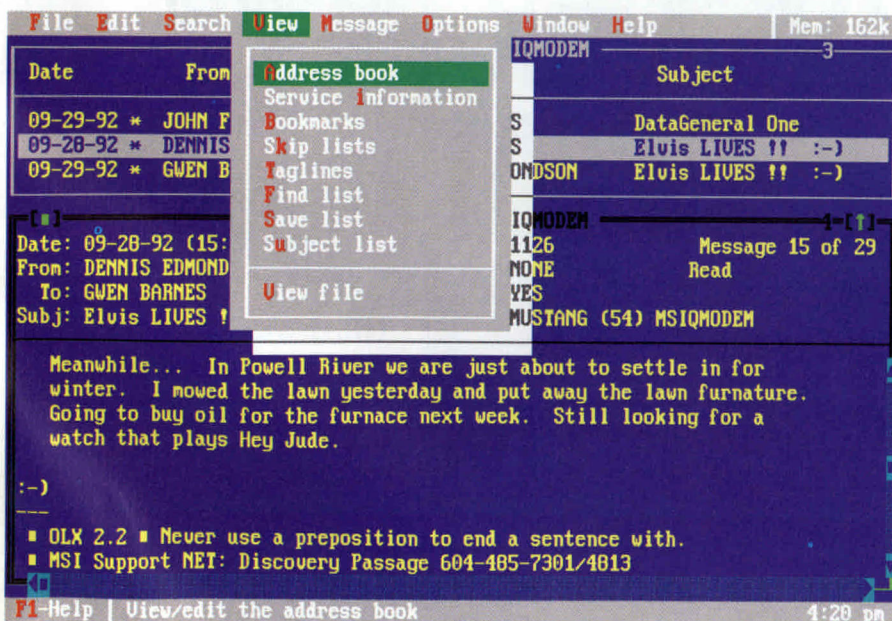 File Edit Search View Message Options Window Help Mem: 162k
IQMODEM 3
Date From Subject
09-29-92 * JOHN F S DataGeneral One
09-28-92 * DENNIS S Elvis LIVES !! :-)
09-29-92 * GWEN B ONDSON Elvis LIVES !! :-)
Address book
Service information
Bookmarks
Skip lists
Taglines
Find list
Save list
Subject list
View file
IQMODEM 4
Date: 09-28-92 (15: 1126 Message 15 of 29
From: DENNIS EDMOND NONE Read
To: GWEN BARNES YES
Subj: Elvis LIVES ! MUSTANG (54) MSIQMODEM
Meanwhile... In Powell River we are just about to settle in for
winter. I mowed the lawn yesterday and put away the lawn furnature.
Going to buy oil for the furnace next week. Still looking for a
watch that plays Hey Jude.
:-)
---
▪ OLX 2.2 ▪ Never use a preposition to end a sentence with.
▪ MSI Support NET: Discovery Passage 604-485-7301/4813
F1-Help | View/edit the address book 4:20 pm